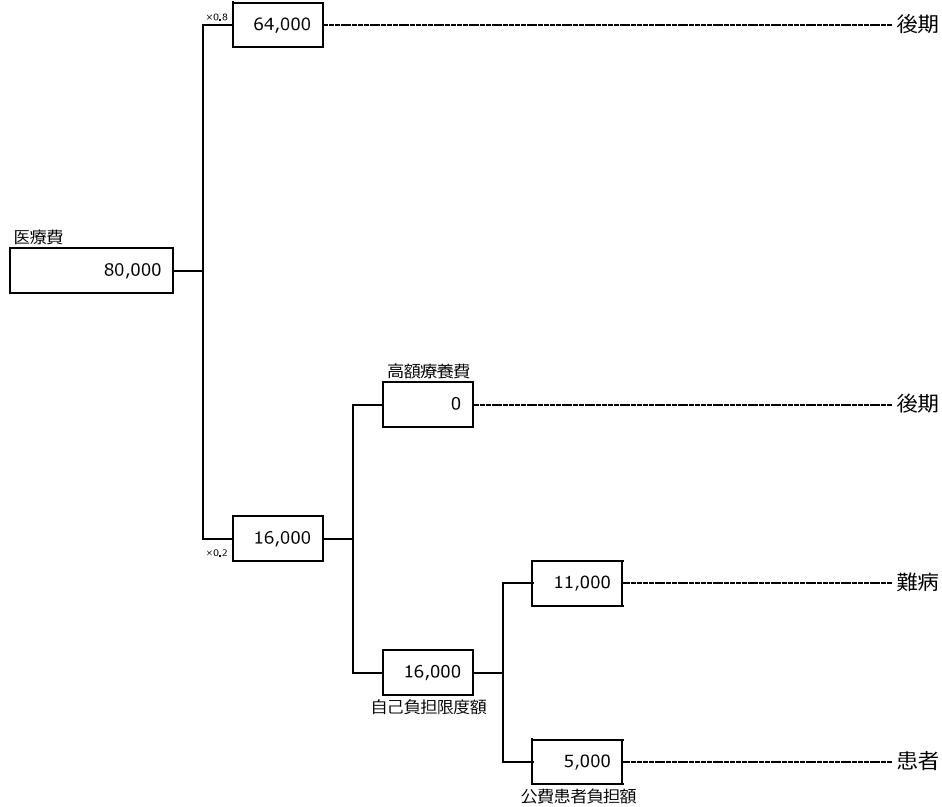 ×0.8
64,000
後期
医療費
80,000
高額療養費
0
後期
16,000
×0.2
11,000
難病
16,000
自己負担限度額
5,000
患者
公費患者負担額